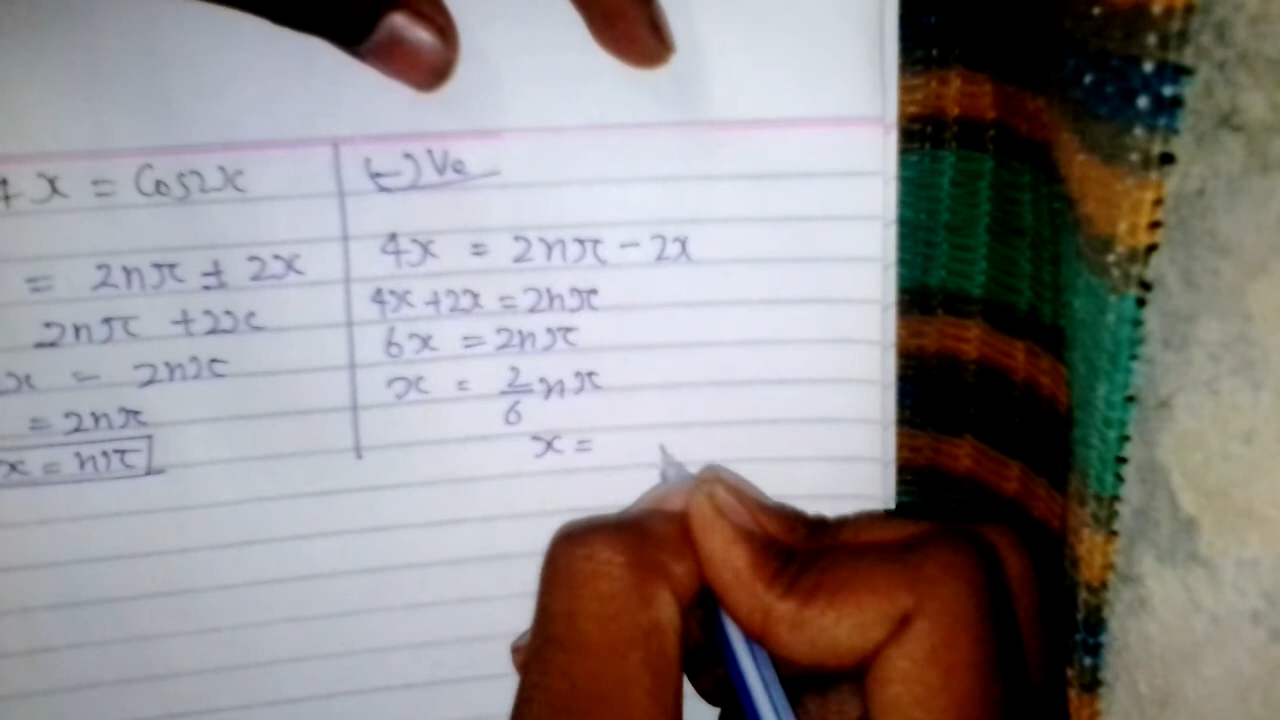 4x = Cos2x
= 2nπ ± 2x
2nπ + 2x
x = 2nπ
= 2nπ
x = nπ
(-)Ve
4x = 2nπ - 2x
4x + 2x = 2nπ
6x = 2nπ
x = 2/6 nπ
x =